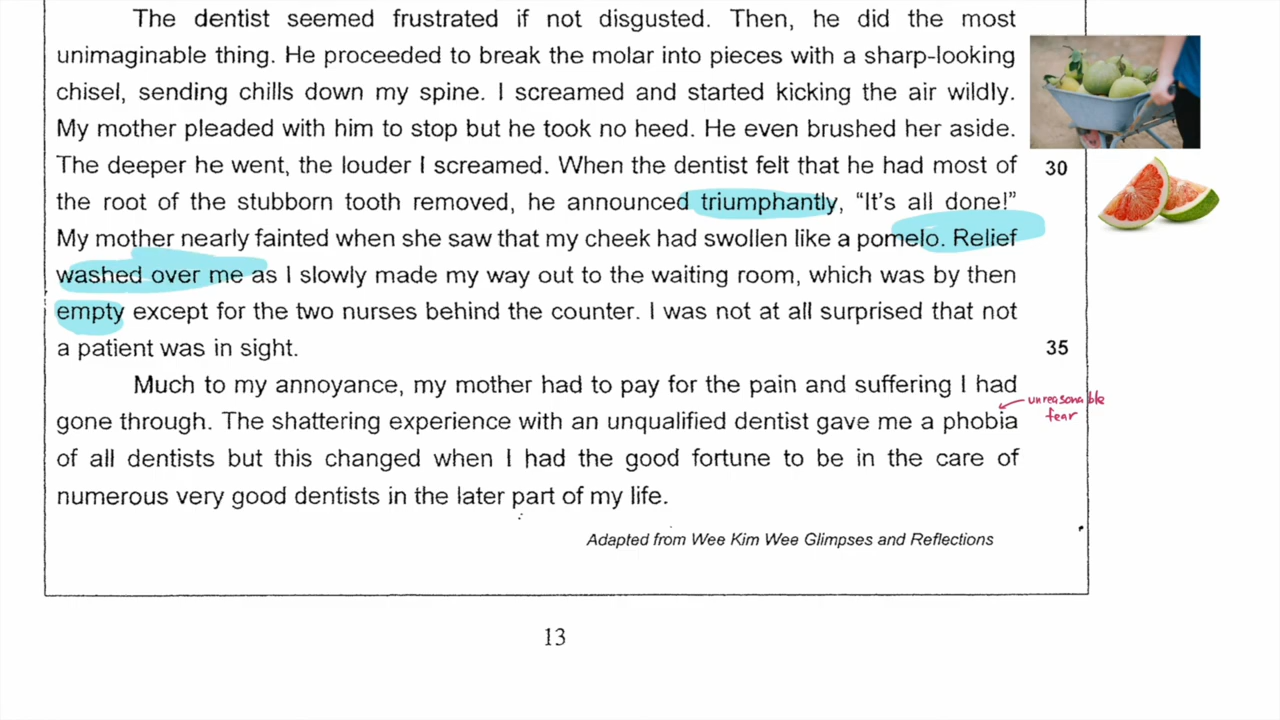 The dentist seemed frustrated if not disgusted. Then, he did the most
unimaginable thing. He proceeded to break the molar into pieces with a sharp-looking
chisel, sending chills down my spine. I screamed and started kicking the air wildly.
My mother pleaded with him to stop but he took no heed. He even brushed her aside.
The deeper he went, the louder I screamed. When the dentist felt that he had most of 30
the root of the stubborn tooth removed, he announced triumphantly, “It’s all done!”
My mother nearly fainted when she saw that my cheek had swollen like a pomelo. Relief
washed over me as I slowly made my way out to the waiting room, which was by then
empty except for the two nurses behind the counter. I was not at all surprised that not
a patient was in sight. 35
Much to my annoyance, my mother had to pay for the pain and suffering I had
unreasonable
gone through. The shattering experience with an unqualified dentist gave me a phobia
fear
of all dentists but this changed when I had the good fortune to be in the care of
numerous very good dentists in the later part of my life.
Adapted from Wee Kim Wee Glimpses and Reflections
13